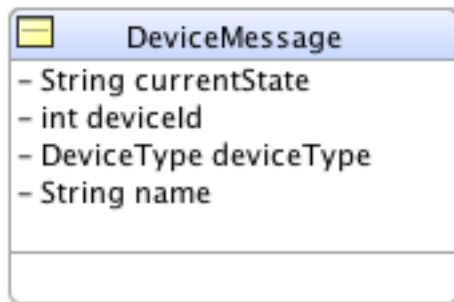 DeviceMessage
– String currentState
– int deviceId
– DeviceType deviceType
– String name